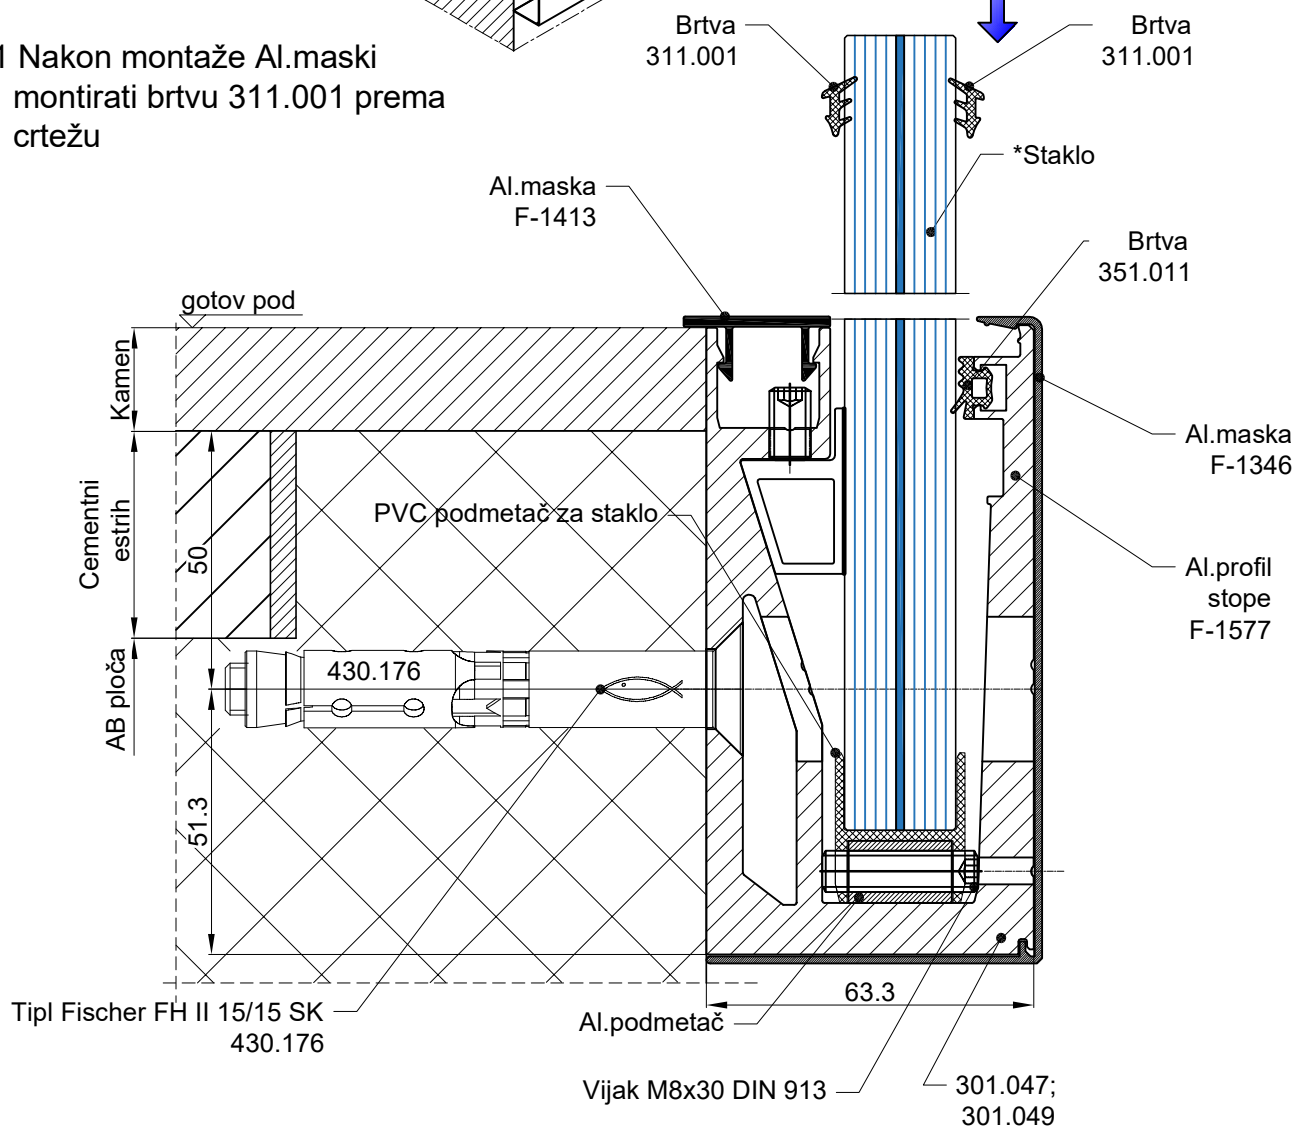 1 Nakon montaže Al.maski
montirati brtvu 311.001 prema
crtežu
Brtva
311.001
Brtva
311.001
*Staklo
Al.maska
F-1413
Brtva
351.011
gotov pod
Kamen
Al.maska
F-1346
Cementni
estrih
50
PVC podmetač za staklo
Al.profil
stope
F-1577
AB ploča
430.176
51.3
63.3
Tipl Fischer FH II 15/15 SK
430.176
Al.podmetač
Vijak M8x30 DIN 913
301.047;
301.049